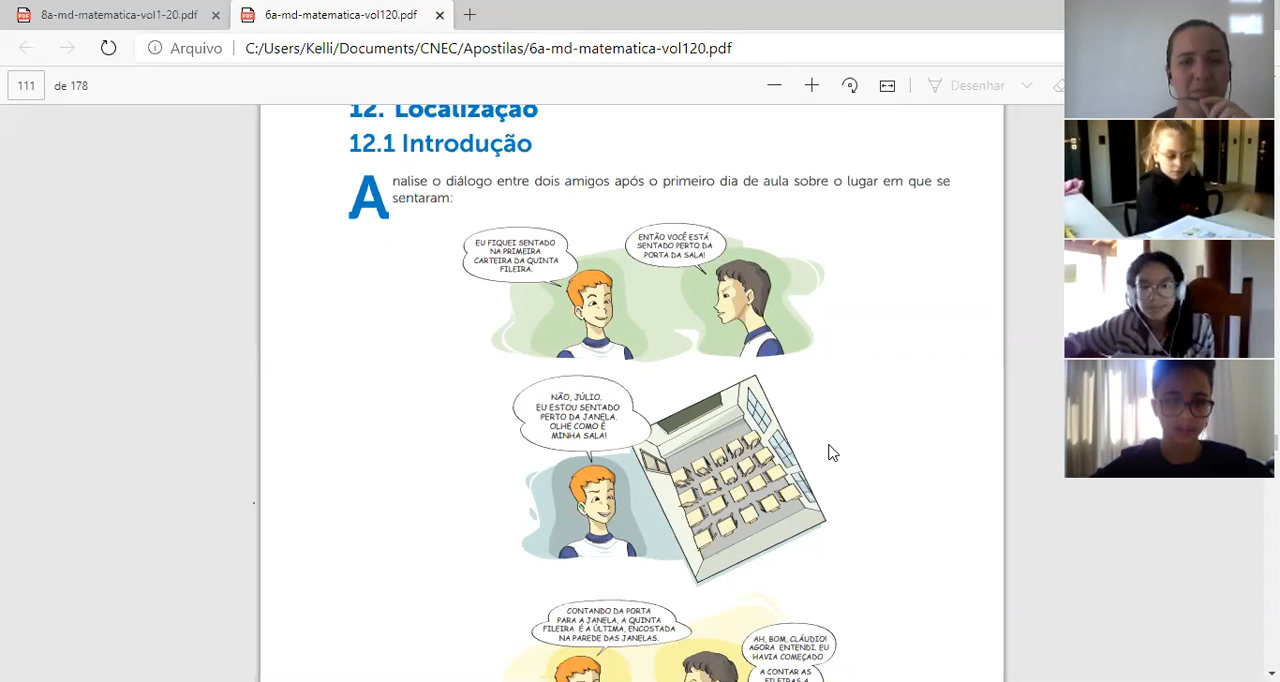 8a-md-matematica-vol1-20.pdf
6a-md-matematica-vol120.pdf
Arquivo
C:/Users/Kelli/Documents/CNEC/Apostilas/6a-md-matematica-vol120.pdf
111 de 178
Desenhar
12. Localização
12.1 Introdução
Analise o diálogo entre dois amigos após o primeiro dia de aula sobre o lugar em que se
sentaram:
EU FIQUEI SENTADO
NA PRIMEIRA
CARTEIRA DA QUINTA
FILEIRA.
ENTÃO VOCÊ ESTÁ
SENTADO PERTO DA
PORTA DA SALA!
NÃO, JÚLIO.
EU ESTOU SENTADO
PERTO DA JANELA.
OLHE COMO É
MINHA SALA!
CONTANDO DA PORTA
PARA A JANELA, A QUINTA
FILEIRA É A ÚLTIMA, ENCOSTADA
NA PAREDE DAS JANELAS.
AH, BOM, CLÁUDIO!
AGORA ENTENDI. EU
HAVIA COMEÇADO
A CONTAR AS
FILEIRAS A